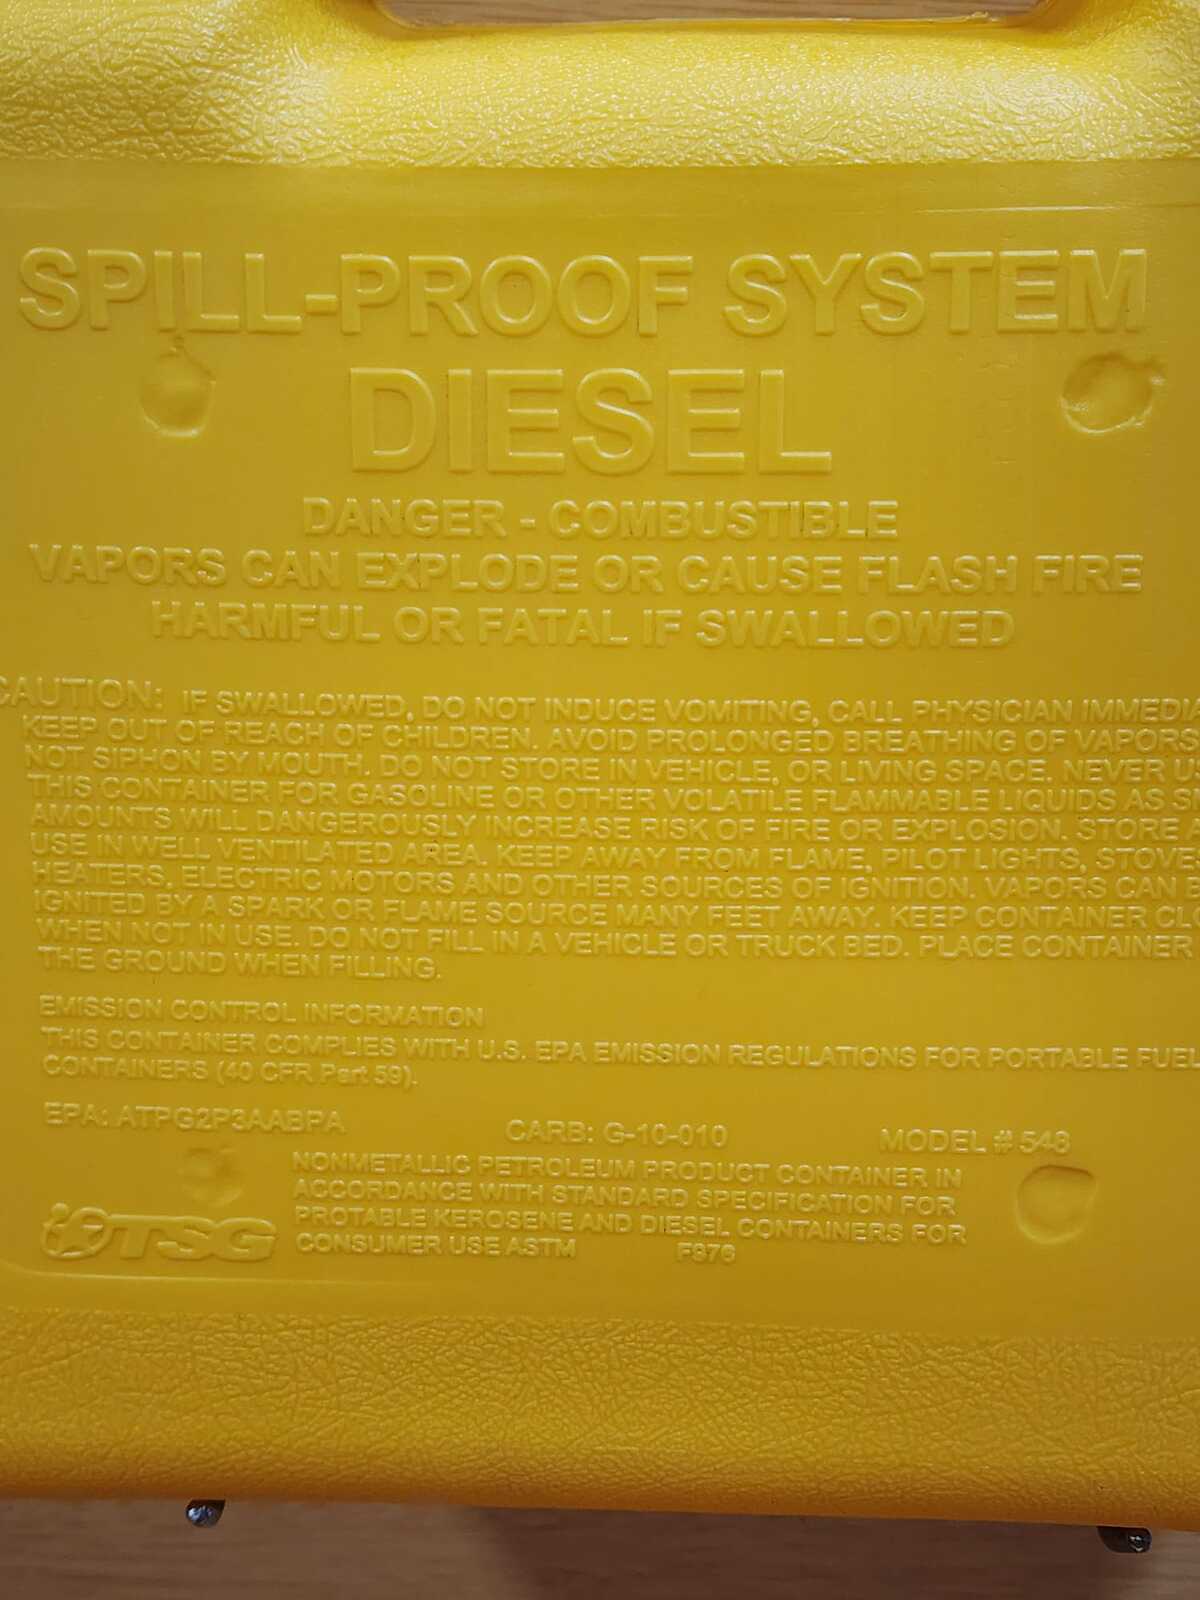 SPILL-PROOF SYSTEM
DIESEL
DANGER - COMBUSTIBLE
VAPORS CAN EXPLODE OR CAUSE FLASH FIRE
HARMFUL OR FATAL IF SWALLOWED
CAUTION: IF SWALLOWED, DO NOT INDUCE VOMITING, CALL PHYSICIAN
KEEP OUT OF REACH OF CHILDREN. AVOID PROLONGED BREATHING OF VAPORS
NOT SIPHON BY MOUTH. DO NOT STORE IN VEHICLE, OR LIVING SPACE. NEVER
THIS CONTAINER FOR GASOLINE OR OTHER VOLATILE FLAMMABLE LIQUIDS AS
AMOUNTS WILL DANGEROUSLY INCREASE RISK OF FIRE OR EXPLOSION. STORE
USE IN WELL VENTILATED AREA. KEEP AWAY FROM FLAME, PILOT LIGHTS,
HEATERS, ELECTRIC MOTORS AND OTHER SOURCES OF IGNITION. VAPORS CAN
IGNITED BY A SPARK OR FLAME SOURCE MANY FEET AWAY. KEEP CONTAINER
WHEN NOT IN USE. DO NOT FILL IN A VEHICLE OR TRUCK BED. PLACE CONTAINER
THE GROUND WHEN FILLING.
EMISSION CONTROL INFORMATION
THIS CONTAINER COMPLIES WITH U.S. EPA EMISSION REGULATIONS FOR PORTABLE FUEL
CONTAINERS (40 CFR Part 59).
EPA: ATPG2P3AABPA CARB: G-10-010 MODEL # 548
NONMETALLIC PETROLEUM PRODUCT CONTAINER IN
ACCORDANCE WITH STANDARD SPECIFICATION FOR
PROTABLE KEROSENE AND DIESEL CONTAINERS FOR
CONSUMER USE ASTM F976
TSG